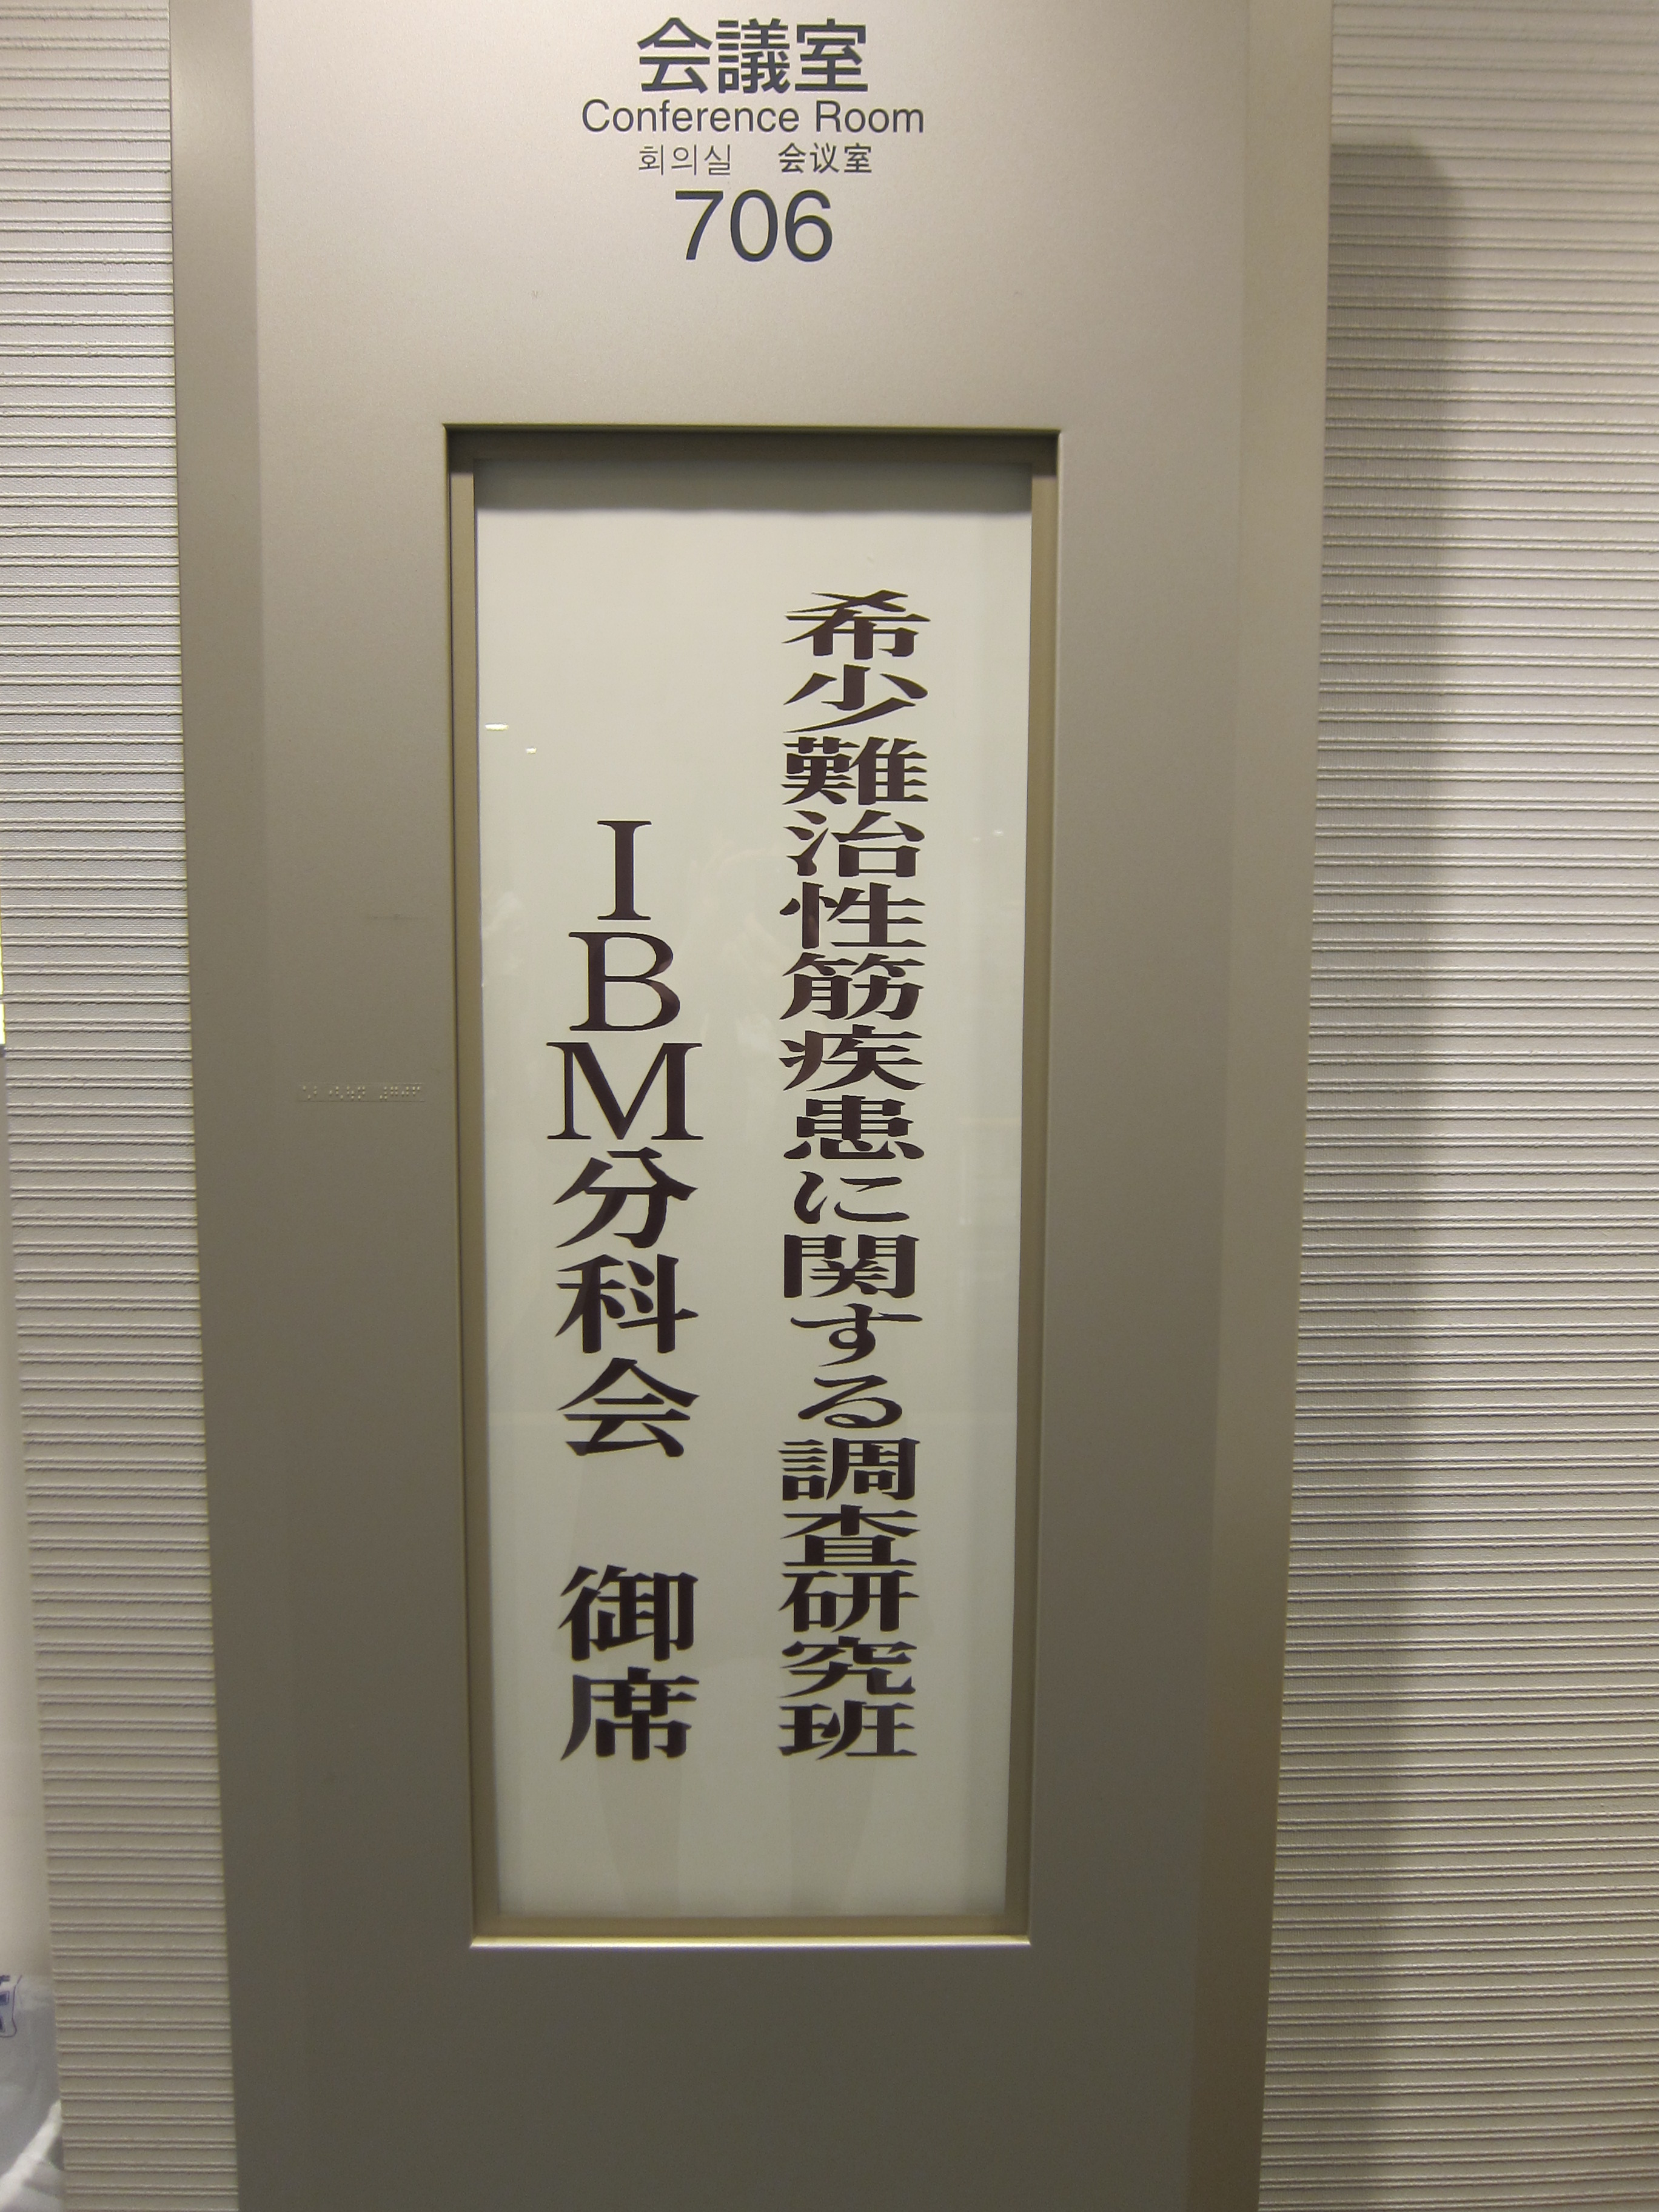 会議室
Conference Room
회의실 会议室
706
希少難治性筋疾患に関する調査研究班
IBM分科会 御席